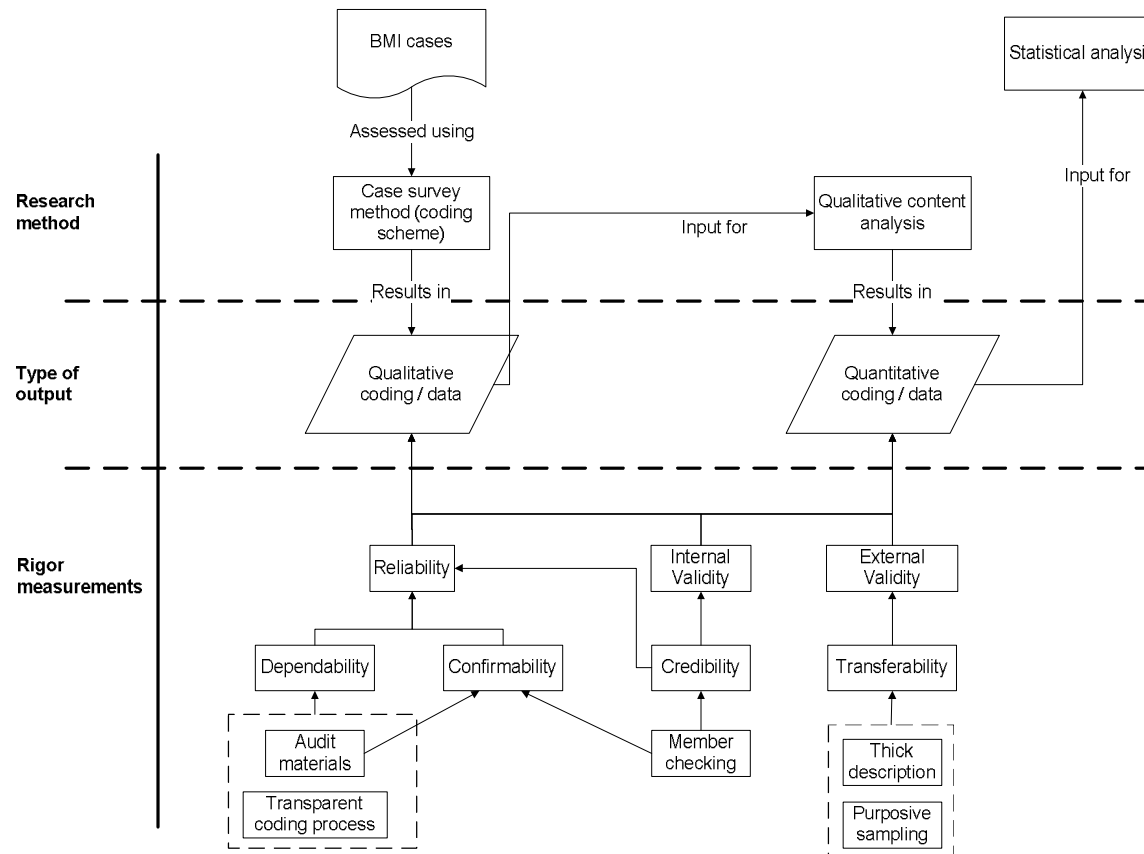 BMI cases
Statistical analysis
Assessed using
Input for
Research
method
Case survey
method (coding
scheme)
Input for
Qualitative content
analysis
Results in
Results in
Type of
output
Qualitative
coding / data
Quantitative
coding / data
Rigor
measurements
Reliability
Internal
Validity
External
Validity
Dependability
Confirmability
Credibility
Transferability
Audit
materials
Member
checking
Thick
description
Transparent
coding process
Purposive
sampling